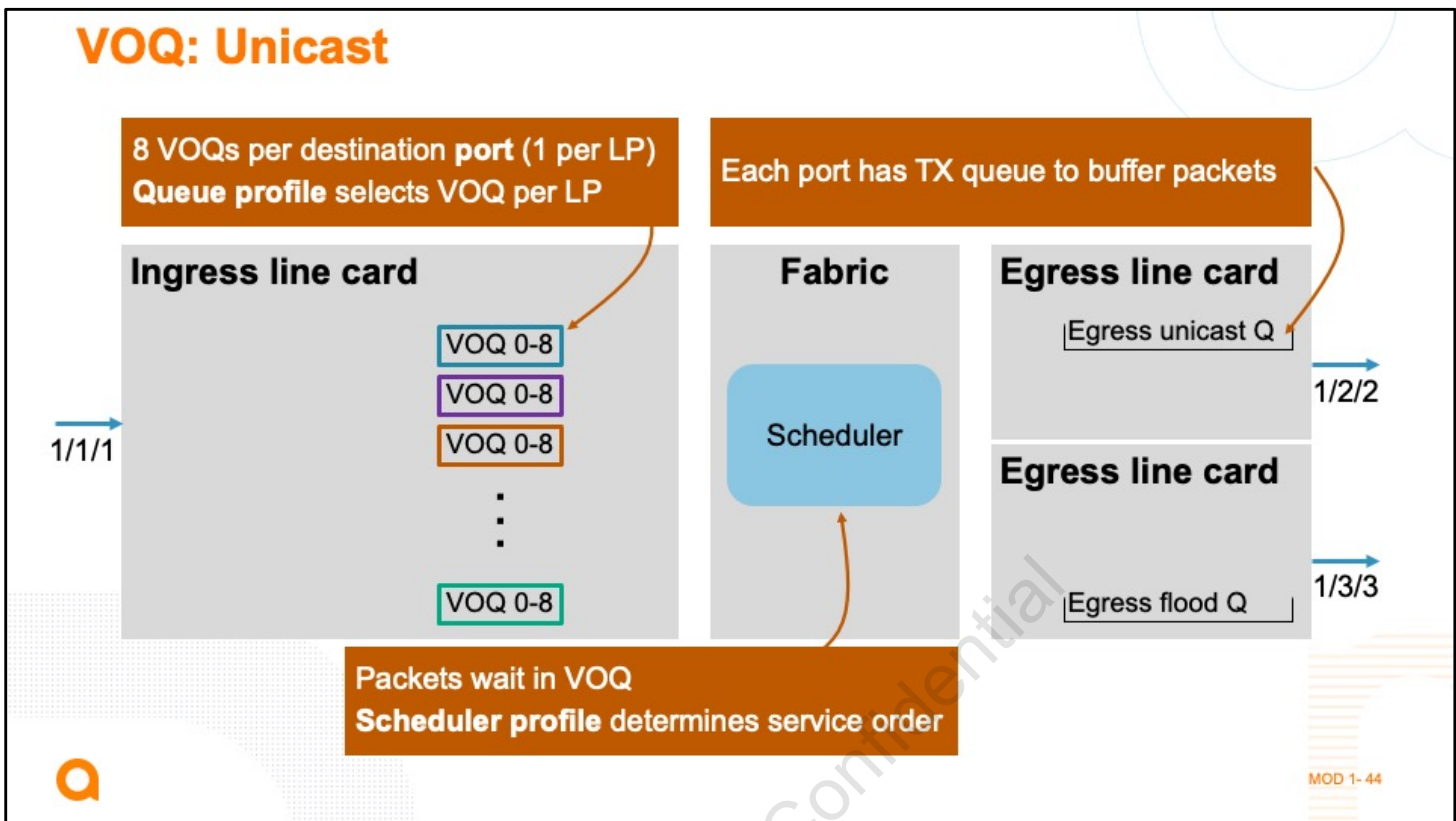 VOQ: Unicast
8 VOQs per destination port (1 per LP)
Queue profile selects VOQ per LP
Each port has TX queue to buffer packets
Ingress line card
VOQ 0-8
VOQ 0-8
VOQ 0-8
VOQ 0-8
1/1/1
Fabric
Scheduler
Egress line card
Egress unicast Q
1/2/2
Egress line card
Egress flood Q
1/3/3
Packets wait in VOQ
Scheduler profile determines service order
Confidential
MOD 1- 44